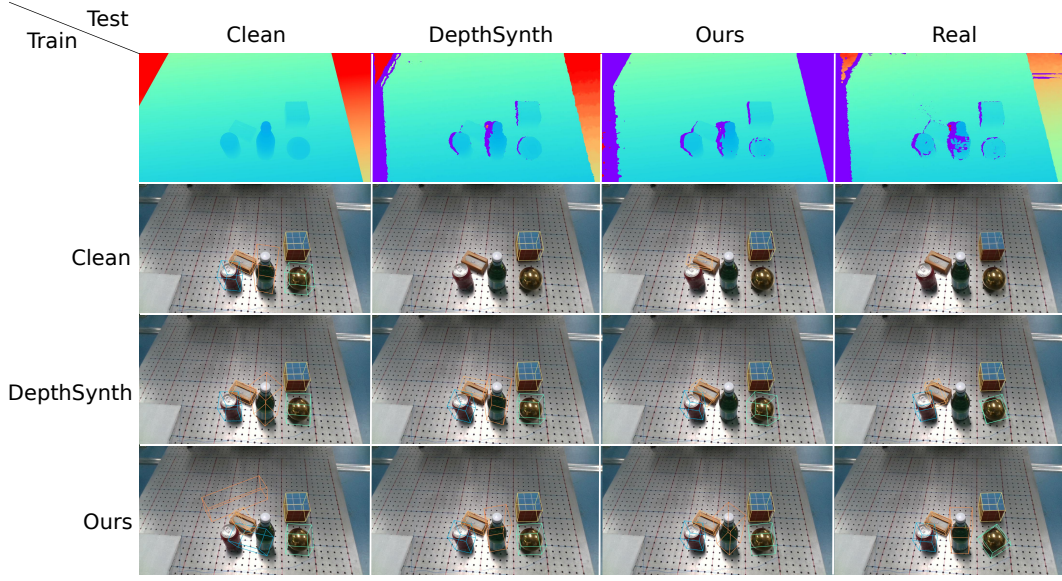 Test
Train
Clean
DepthSynth
Ours
Real
Clean
DepthSynth
Ours